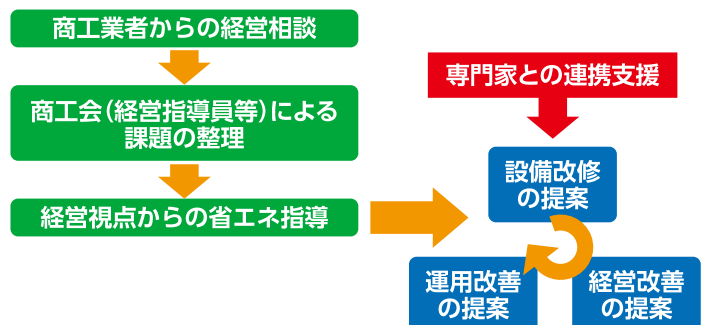 商工業者からの経営相談
商工会(経営指導員等)による
課題の整理
経営視点からの省エネ指導
専門家との連携支援
設備改修
の提案
運用改善
の提案
経営改善
の提案